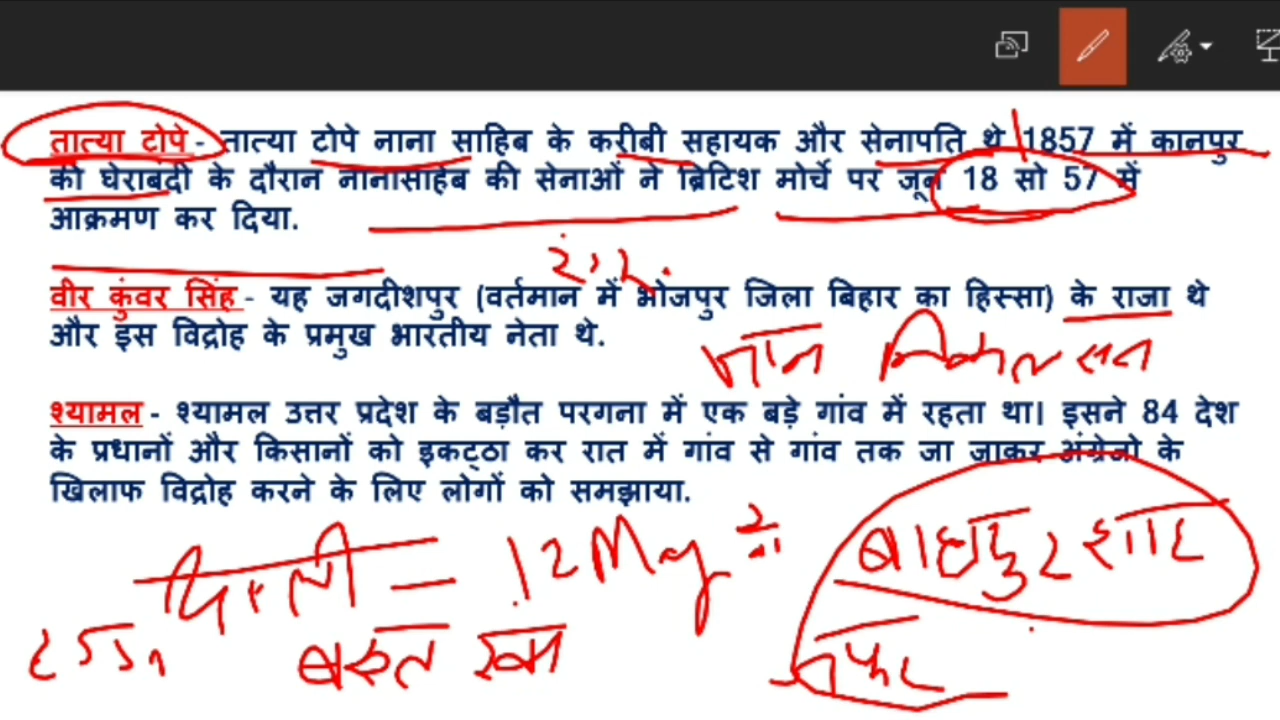 तात्या टोपे - तात्या टोपे नाना साहिब के करीबी सहायक और सेनापति थे 1857 में कानपुर
की घेराबंदी के दौरान नानासाहेब की सेनाओं ने ब्रिटिश मोर्चे पर जून 18 सो 57 में
आक्रमण कर दिया.
वीर कुंवर सिंह - यह जगदीशपुर (वर्तमान में भोजपुर जिला बिहार का हिस्सा) के राजा थे
और इस विद्रोह के प्रमुख भारतीय नेता थे.
जॉन
श्यामल - श्यामल उत्तर प्रदेश के बड़ौत परगना में एक बड़े गांव में रहता था। इसने 84 देश
के प्रधानों और किसानों को इकट्ठा कर रात में गांव से गांव तक जा जाकर अंग्रेजो के
खिलाफ विद्रोह करने के लिए लोगों को समझाया.
दिल्ली – 12 May
बाहादुर शाह
बख्त खान
जफर